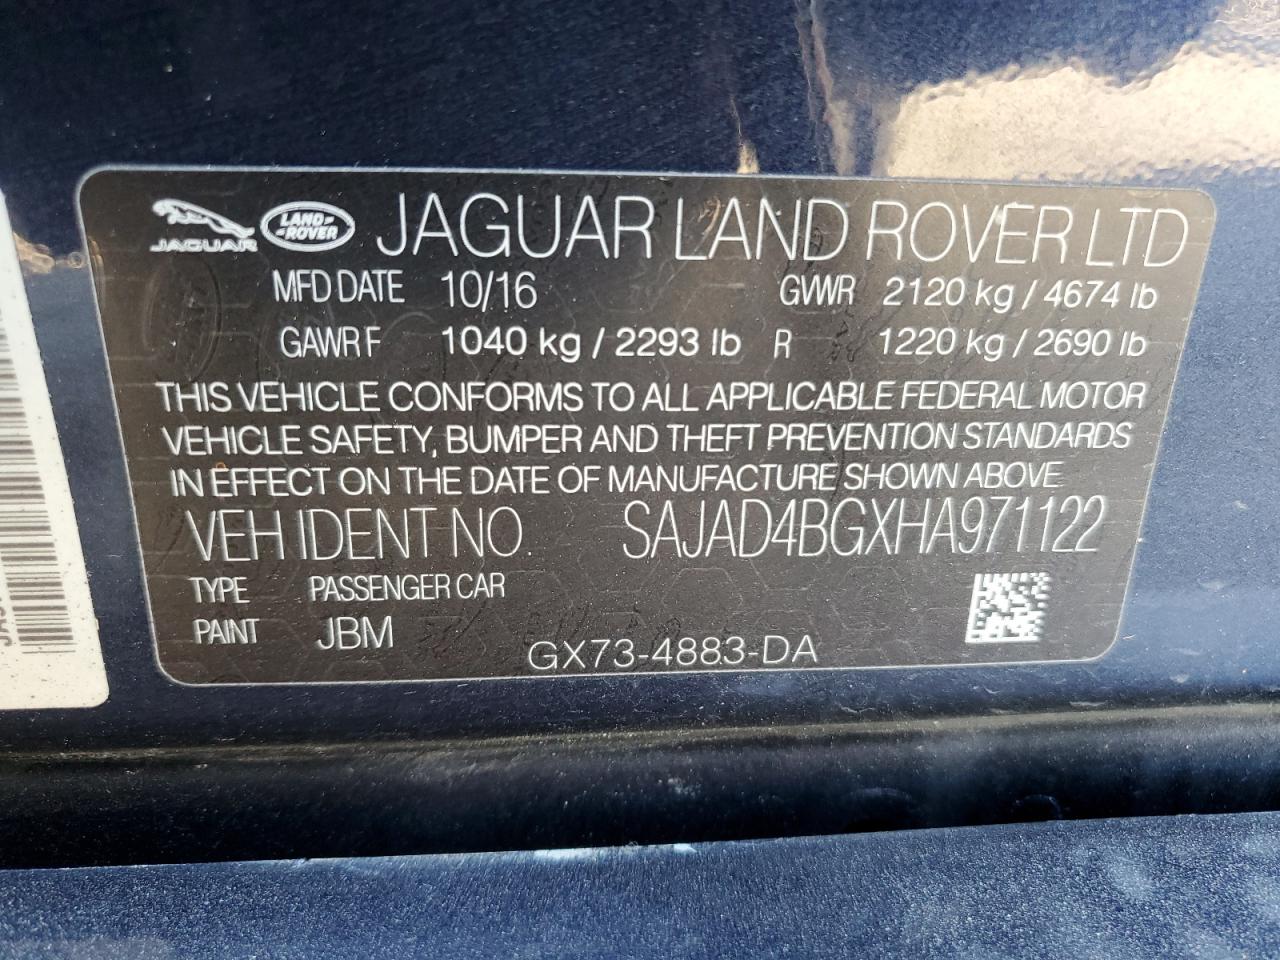 JAGUAR LAND ROVER JAGUAR LAND ROVER LTD
MFD DATE 10/16 GWWR 2120 kg / 4674 lb
GAWR F 1040 kg / 2293 lb R 1220 kg / 2690 lb
THIS VEHICLE CONFORMS TO ALL APPLICABLE FEDERAL MOTOR
VEHICLE SAFETY, BUMPER AND THEFT PREVENTION STANDARDS
IN EFFECT ON THE DATE OF MANUFACTURE SHOWN ABOVE
VEH IDENT NO. SAJAD4BGXHA971122
TYPE PASSENGER CAR
PAINT JBM
GX73-4883-DA